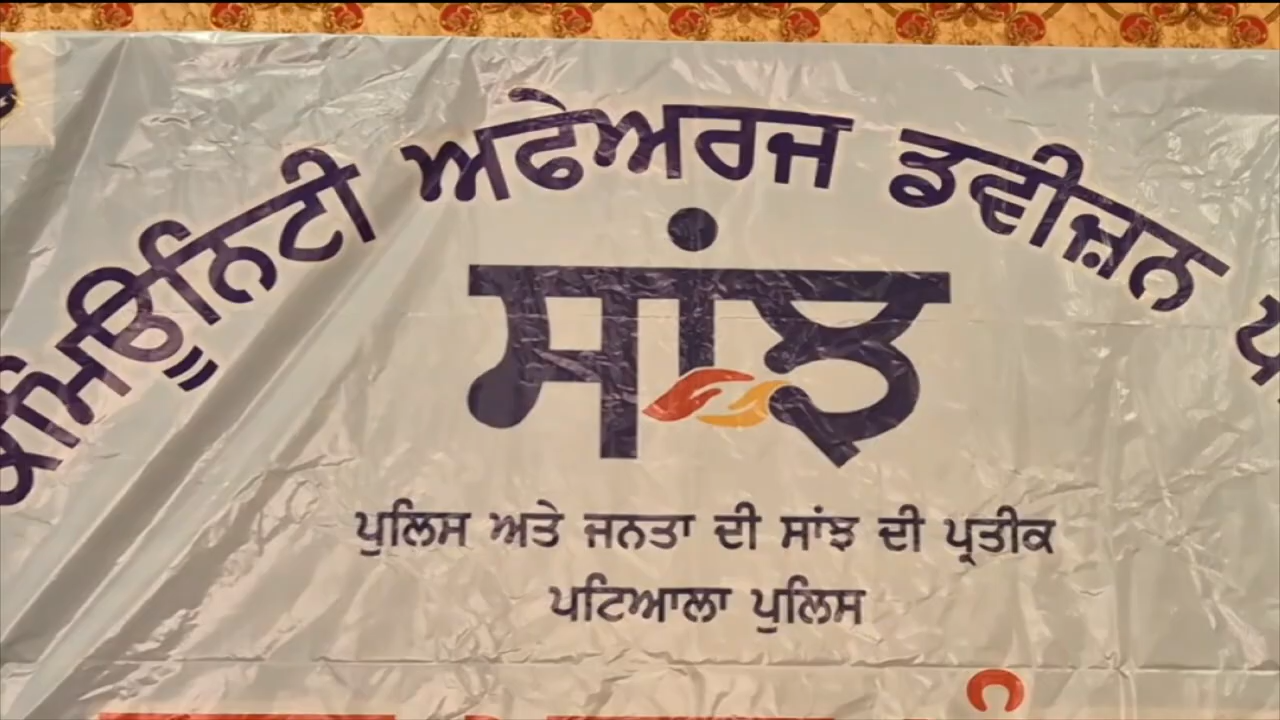 ਕਮਿਊਨਿਟੀ ਅਫੇਅਰਜ ਡਵੀਜ਼ਨ
ਸਾਂਝ
ਪੁਲਿਸ ਅਤੇ ਜਨਤਾ ਦੀ ਸਾਂਝ ਦੀ ਪ੍ਰਤੀਕ
ਪਟਿਆਲਾ ਪੁਲਿਸ